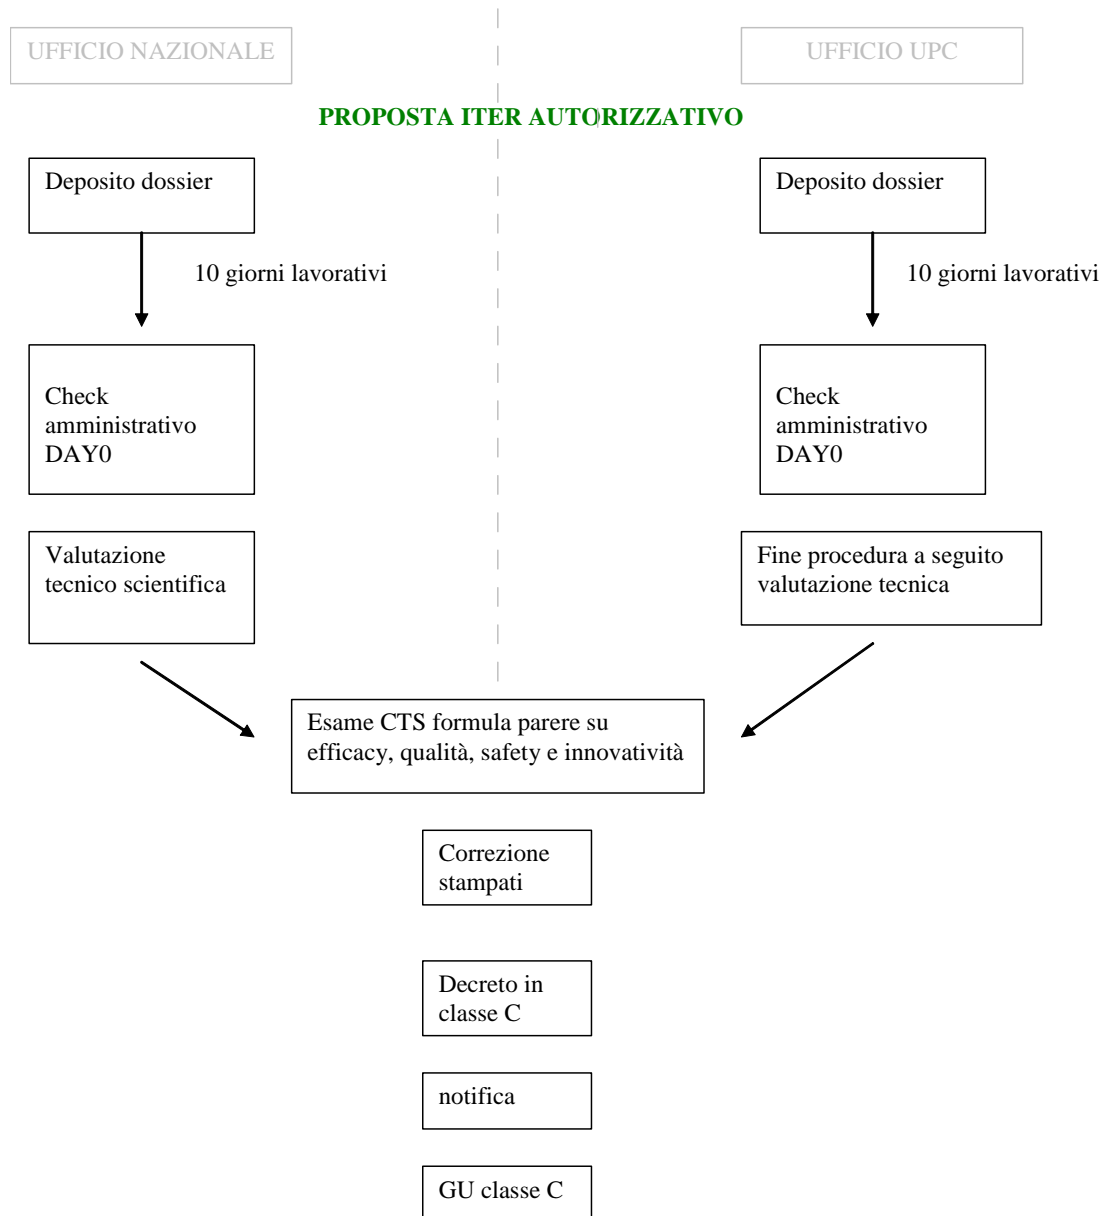 UFFICIO NAZIONALE
UFFICIO UPC
PROPOSTA ITER AUTORIZZATIVO
Deposito dossier
Deposito dossier
10 giorni lavorativi
10 giorni lavorativi
Check
amministrativo
DAY0
Check
amministrativo
DAY0
Valutazione
tecnico scientifica
Fine procedura a seguito
valutazione tecnica
Esame CTS formula parere su
efficacy, qualità, safety e innovatività
Correzione
stampati
Decreto in
classe C
notifica
GU classe C